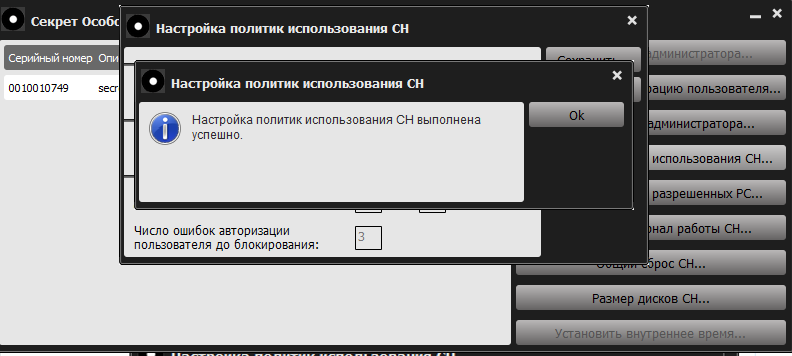 Секрет Особо
Настройка политик использования СН
Серийный номер Опи
0010010749 secr
Настройка политик использования СН
Настройка политик использования СН выполнена
успешно.
Ok
Число ошибок авторизации
пользователя до блокирования:
3
администратора...
рацию пользователя...
администратора...
использования СН...
разрешенных РС...
нал работы СН...
Общий сброс СН...
Размер дисков СН...
Установить внутреннее время...
Настройка политик использования СН